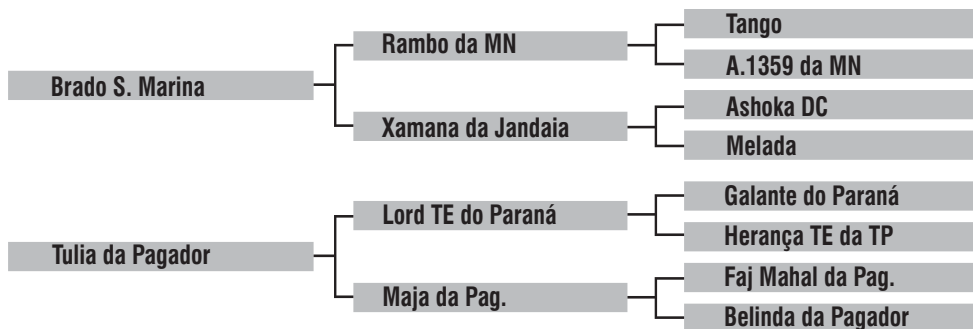 Tango
Rambo da MN
A.1359 da MN
Brado S. Marina
Ashoka DC
Xamana da Jandaia
Melada
Galante do Paraná
Lord TE do Paraná
Herança TE da TP
Tulia da Pagador
Faj Mahal da Pag.
Maja da Pag.
Belinda da Pagador